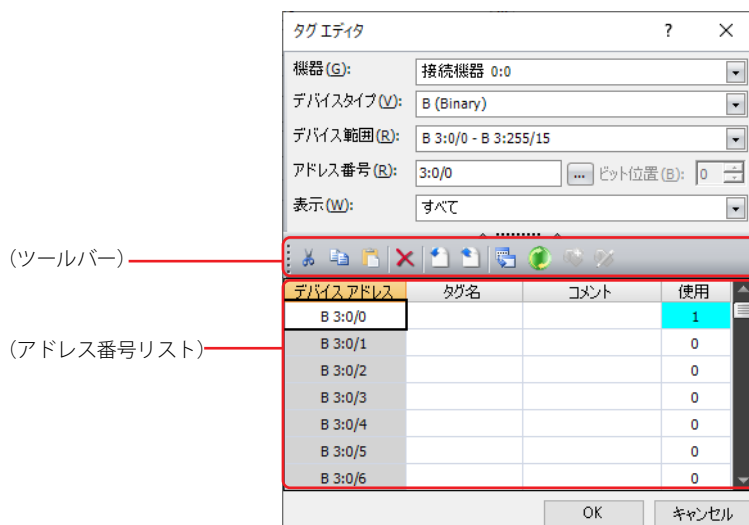 タグ エディタ ? ×
機器(G): 接続機器 0:0
デバイスタイプ(V): B (Binary)
デバイス範囲(R): B 3:0/0 - B 3:255/15
アドレス番号(R): 3:0/0 ... ビット位置(B): 0
表示(W): すべて
(ツールバー)
デバイス アドレス タグ名 コメント 使用
B 3:0/0 1
(アドレス番号リスト)
B 3:0/1 0
B 3:0/2 0
B 3:0/3 0
B 3:0/4 0
B 3:0/5 0
B 3:0/6 0
OK キャンセル